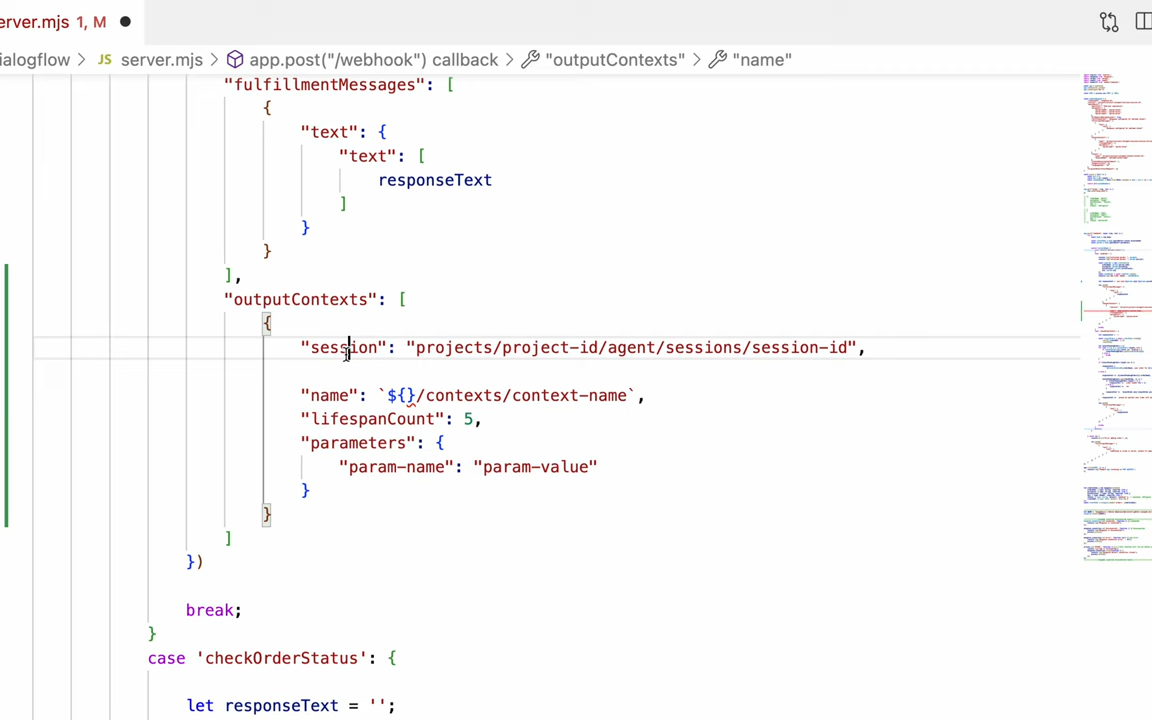 erver.mjs 1, M
ialogflow > JS server.mjs > app.post("/webhook") callback > "outputContexts" > "name"
"fulfillmentMessages": [
{
"text": {
"text": [
responseText
]
}
}
],
"outputContexts": [
{
"session": "projects/project-id/agent/sessions/session-id",
"name": `${}/contexts/context-name`,
"lifespanCount": 5,
"parameters": {
"param-name": "param-value"
}
}
]
})
break;
}
case 'checkOrderStatus': {
let responseText = '';